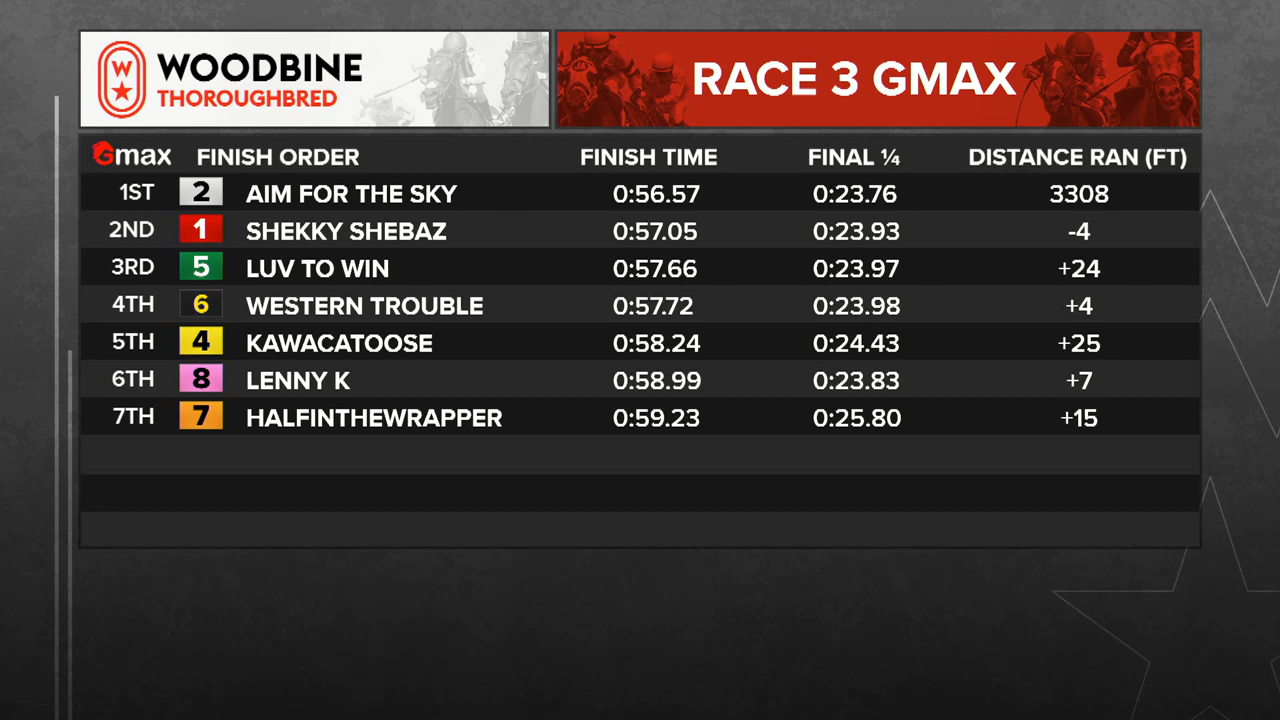 W
WOODBINE
THOROUGHBRED
RACE 3 GMAX
Gmax FINISH ORDER FINISH TIME FINAL ¼ DISTANCE RAN (FT)
1ST 2 AIM FOR THE SKY 0:56.57 0:23.76 3308
2ND 1 SHEKKY SHEBAZ 0:57.05 0:23.93 -4
3RD 5 LUV TO WIN 0:57.66 0:23.97 +24
4TH 6 WESTERN TROUBLE 0:57.72 0:23.98 +4
5TH 4 KAWACATOOSE 0:58.24 0:24.43 +25
6TH 8 LENNY K 0:58.99 0:23.83 +7
7TH 7 HALFINTHEWRAPPER 0:59.23 0:25.80 +15